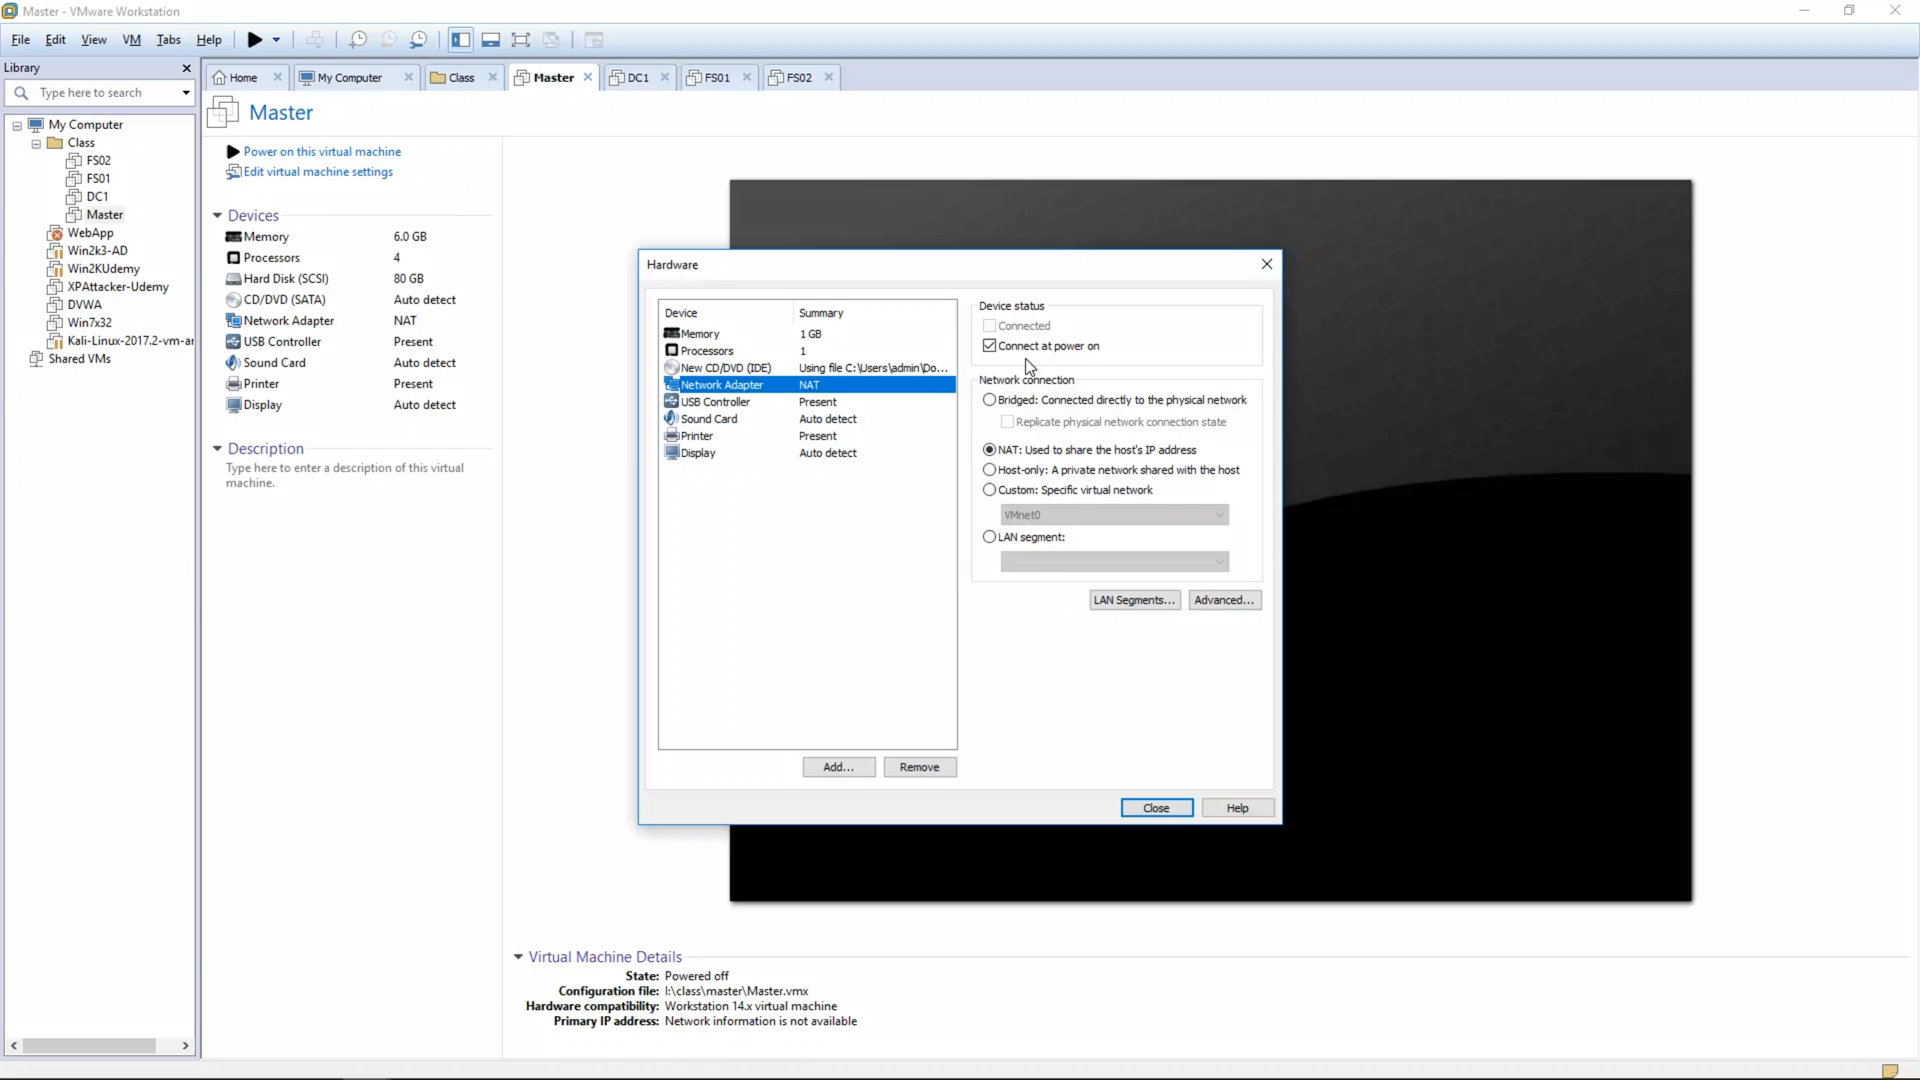 Master - VMware Workstation
File Edit View VM Tabs Help
Library
Type here to search
My Computer
Class
FS02
FS01
DC1
Master
WebApp
Win2k3-AD
Win2KUdemy
XPAttacker-Udemy
DVWA
Win7x32
Kali-Linux-2017.2-vm-ar
Shared VMs
Home My Computer Class Master DC1 FS01 FS02
Master
Power on this virtual machine
Edit virtual machine settings
Devices
Memory 6.0 GB
Processors 4
Hard Disk (SCSI) 80 GB
CD/DVD (SATA) Auto detect
Network Adapter NAT
USB Controller Present
Sound Card Auto detect
Printer Present
Display Auto detect
Description
Type here to enter a description of this virtual
machine.
Hardware
Device Summary
Memory 1 GB
Processors 1
New CD/DVD (IDE) Using file C:\Users\admin\Do...
Network Adapter NAT
USB Controller Present
Sound Card Auto detect
Printer Present
Display Auto detect
Add... Remove
Device status
Connected
Connect at power on
Network connection
Bridged: Connected directly to the physical network
Replicate physical network connection state
NAT: Used to share the host's IP address
Host-only: A private network shared with the host
Custom: Specific virtual network
VMnet0
LAN segment:
LAN Segments... Advanced...
Close Help
Virtual Machine Details
State: Powered off
Configuration file: I:\class\master\Master.vmx
Hardware compatibility: Workstation 14.x virtual machine
Primary IP address: Network information is not available